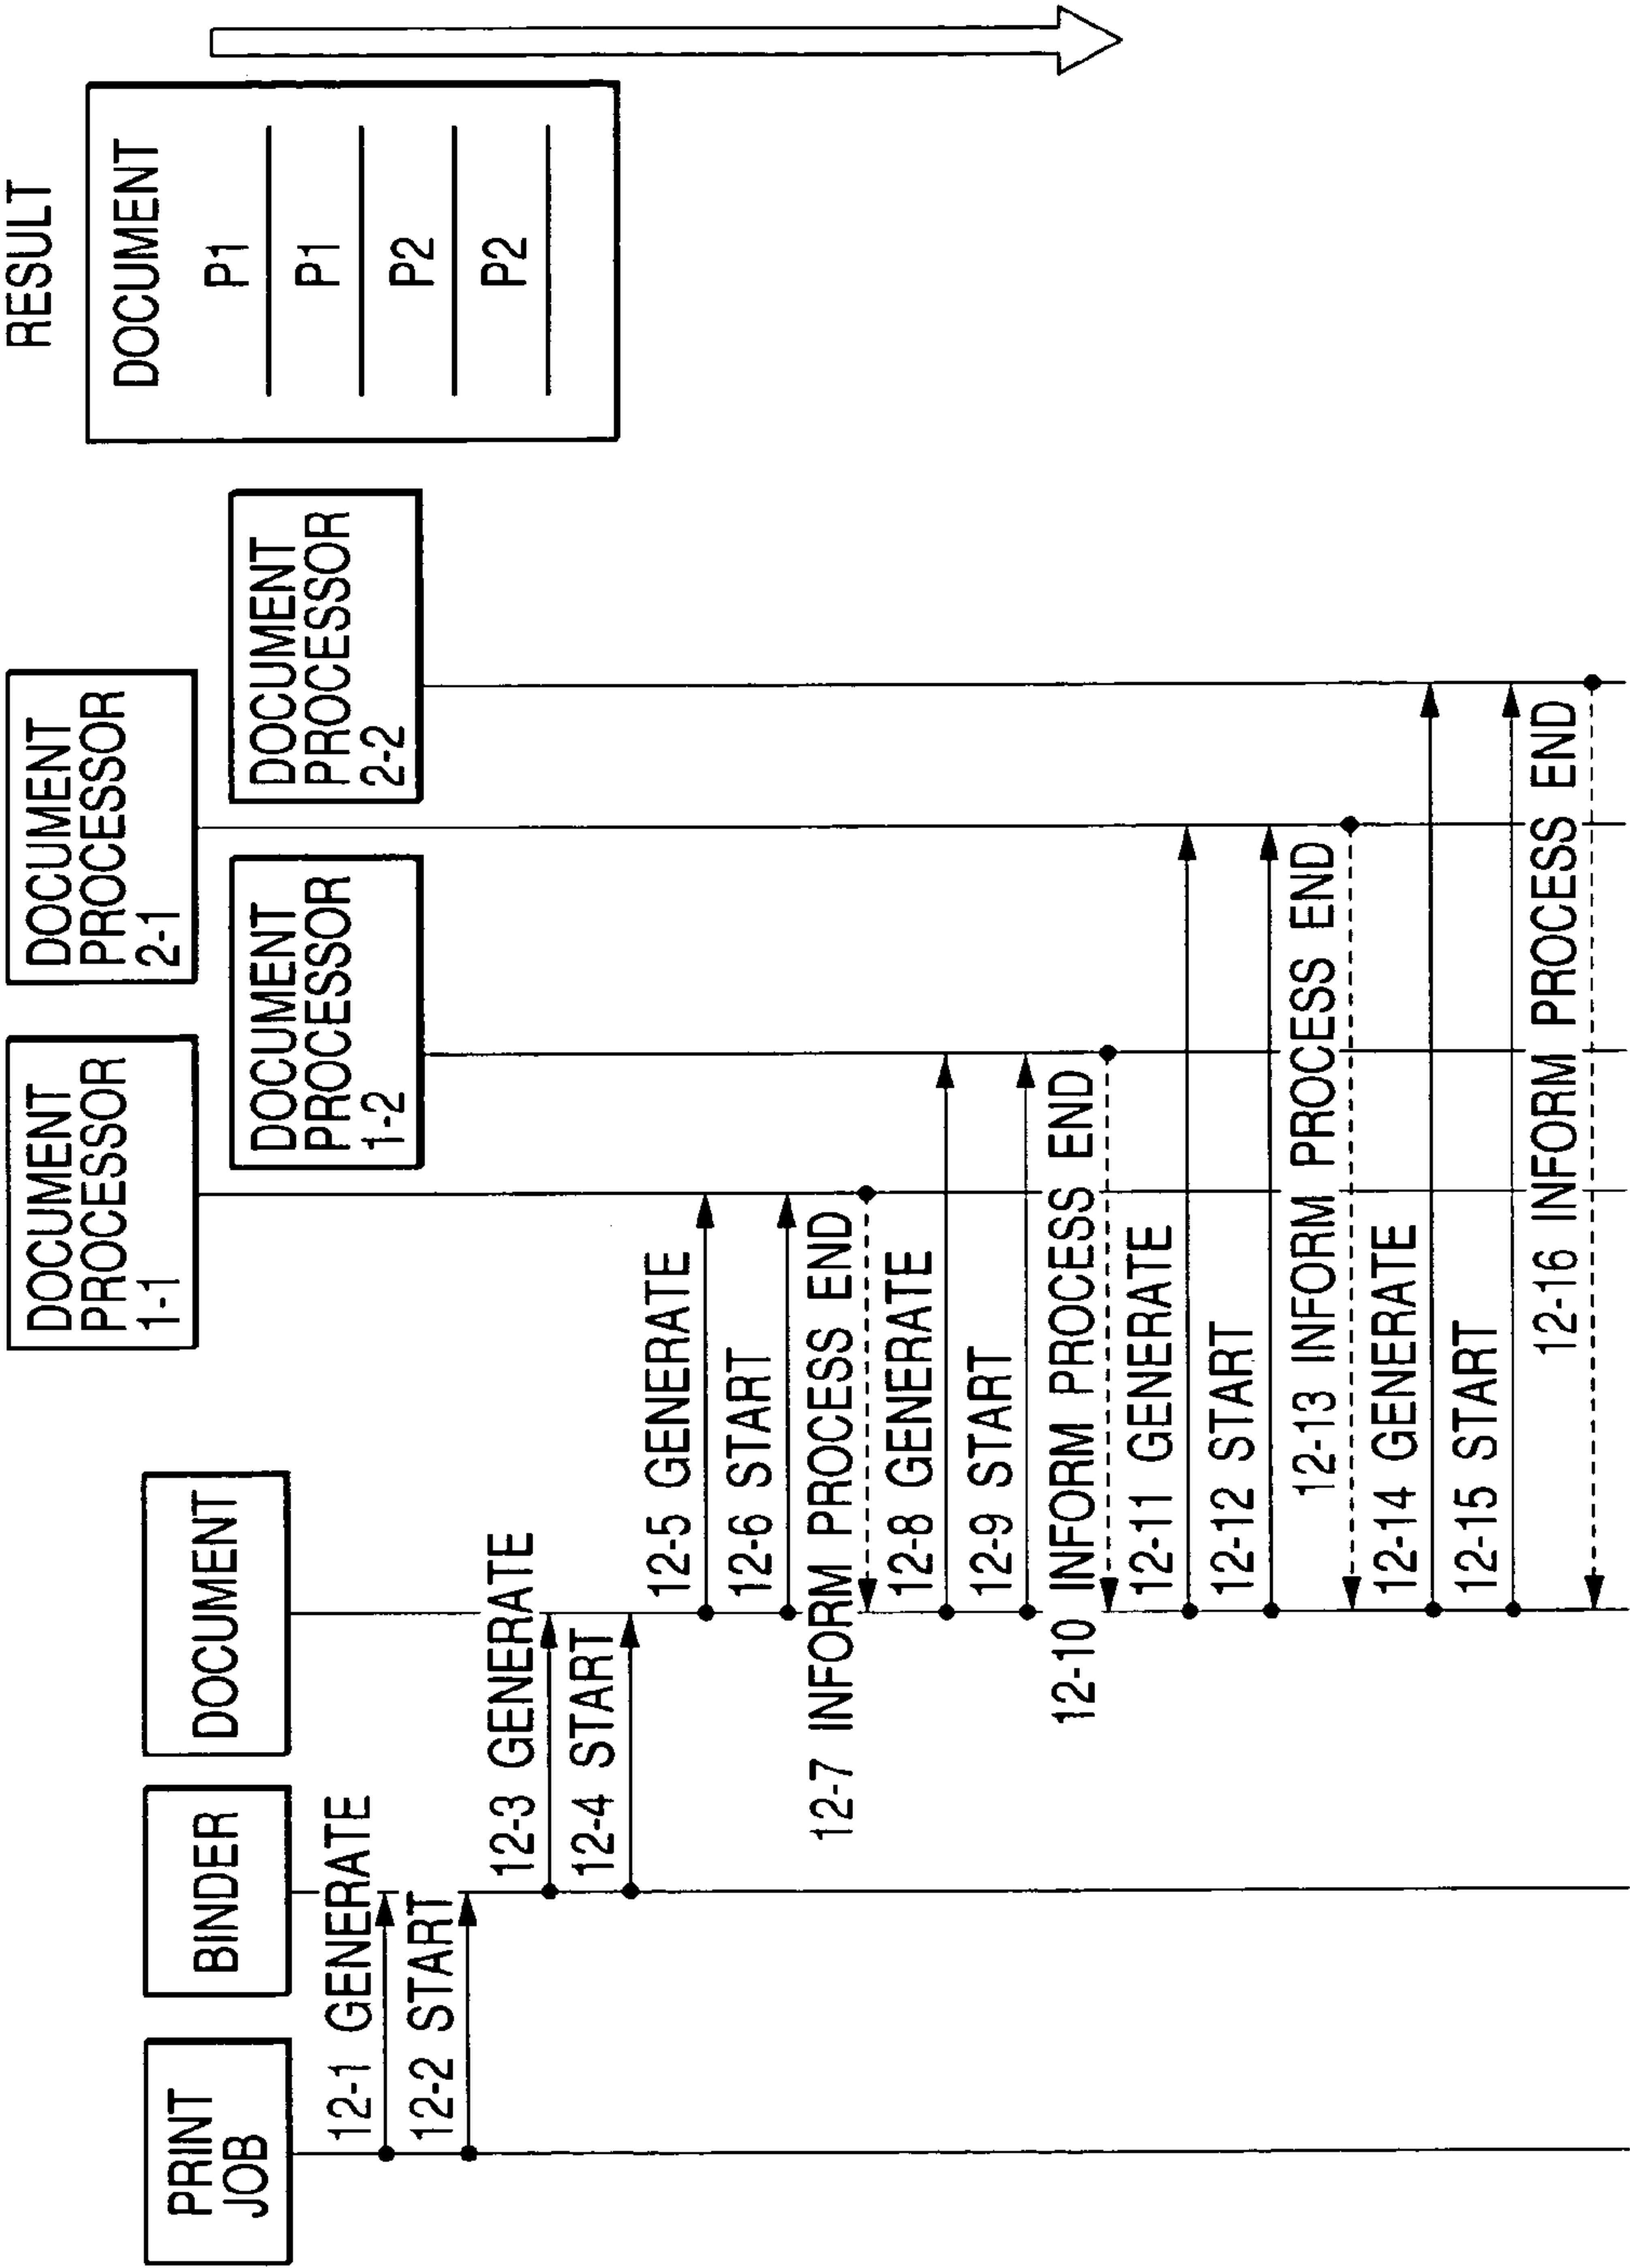 PRINT
JOB
BINDER
DOCUMENT
DOCUMENT
PROCESSOR
1-1
DOCUMENT
PROCESSOR
1-2
DOCUMENT
PROCESSOR
2-1
DOCUMENT
PROCESSOR
2-2
RESULT
DOCUMENT
P1
P1
P2
P2
12-1 GENERATE
12-2 START
12-3 GENERATE
12-4 START
12-5 GENERATE
12-6 START
12-7 INFORM PROCESS END
12-8 GENERATE
12-9 START
12-10 INFORM PROCESS END
12-11 GENERATE
12-12 START
12-13 INFORM PROCESS END
12-14 GENERATE
12-15 START
12-16 INFORM PROCESS END